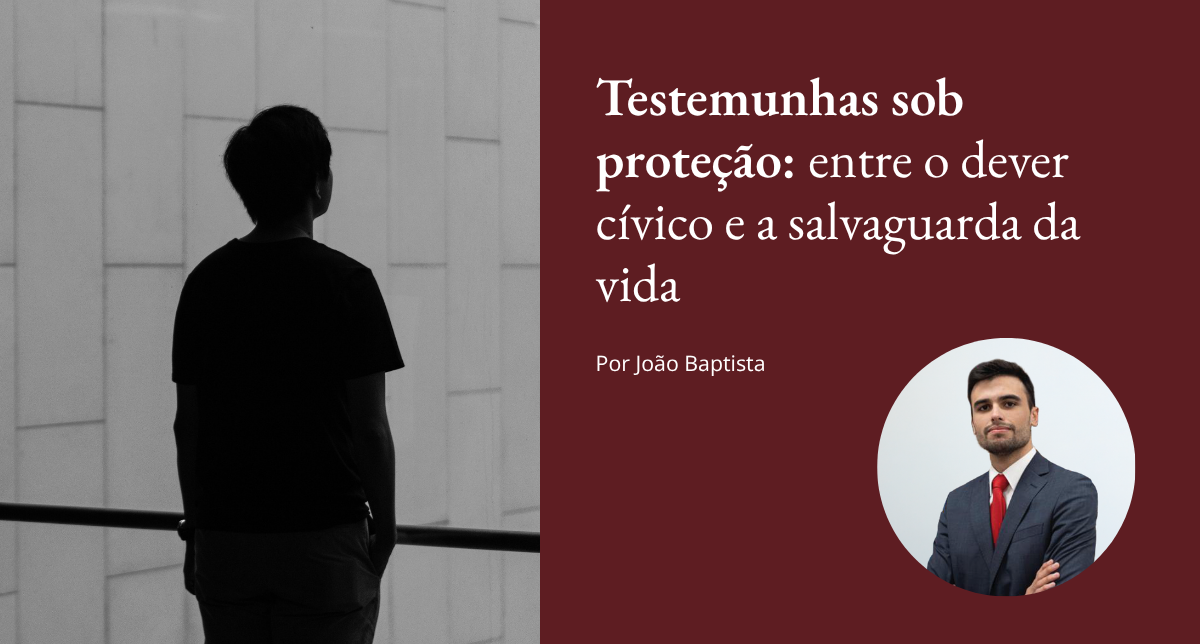 Testemunhas sob
proteção: entre o dever
cívico e a salvaguarda da
vida
Por João Baptista